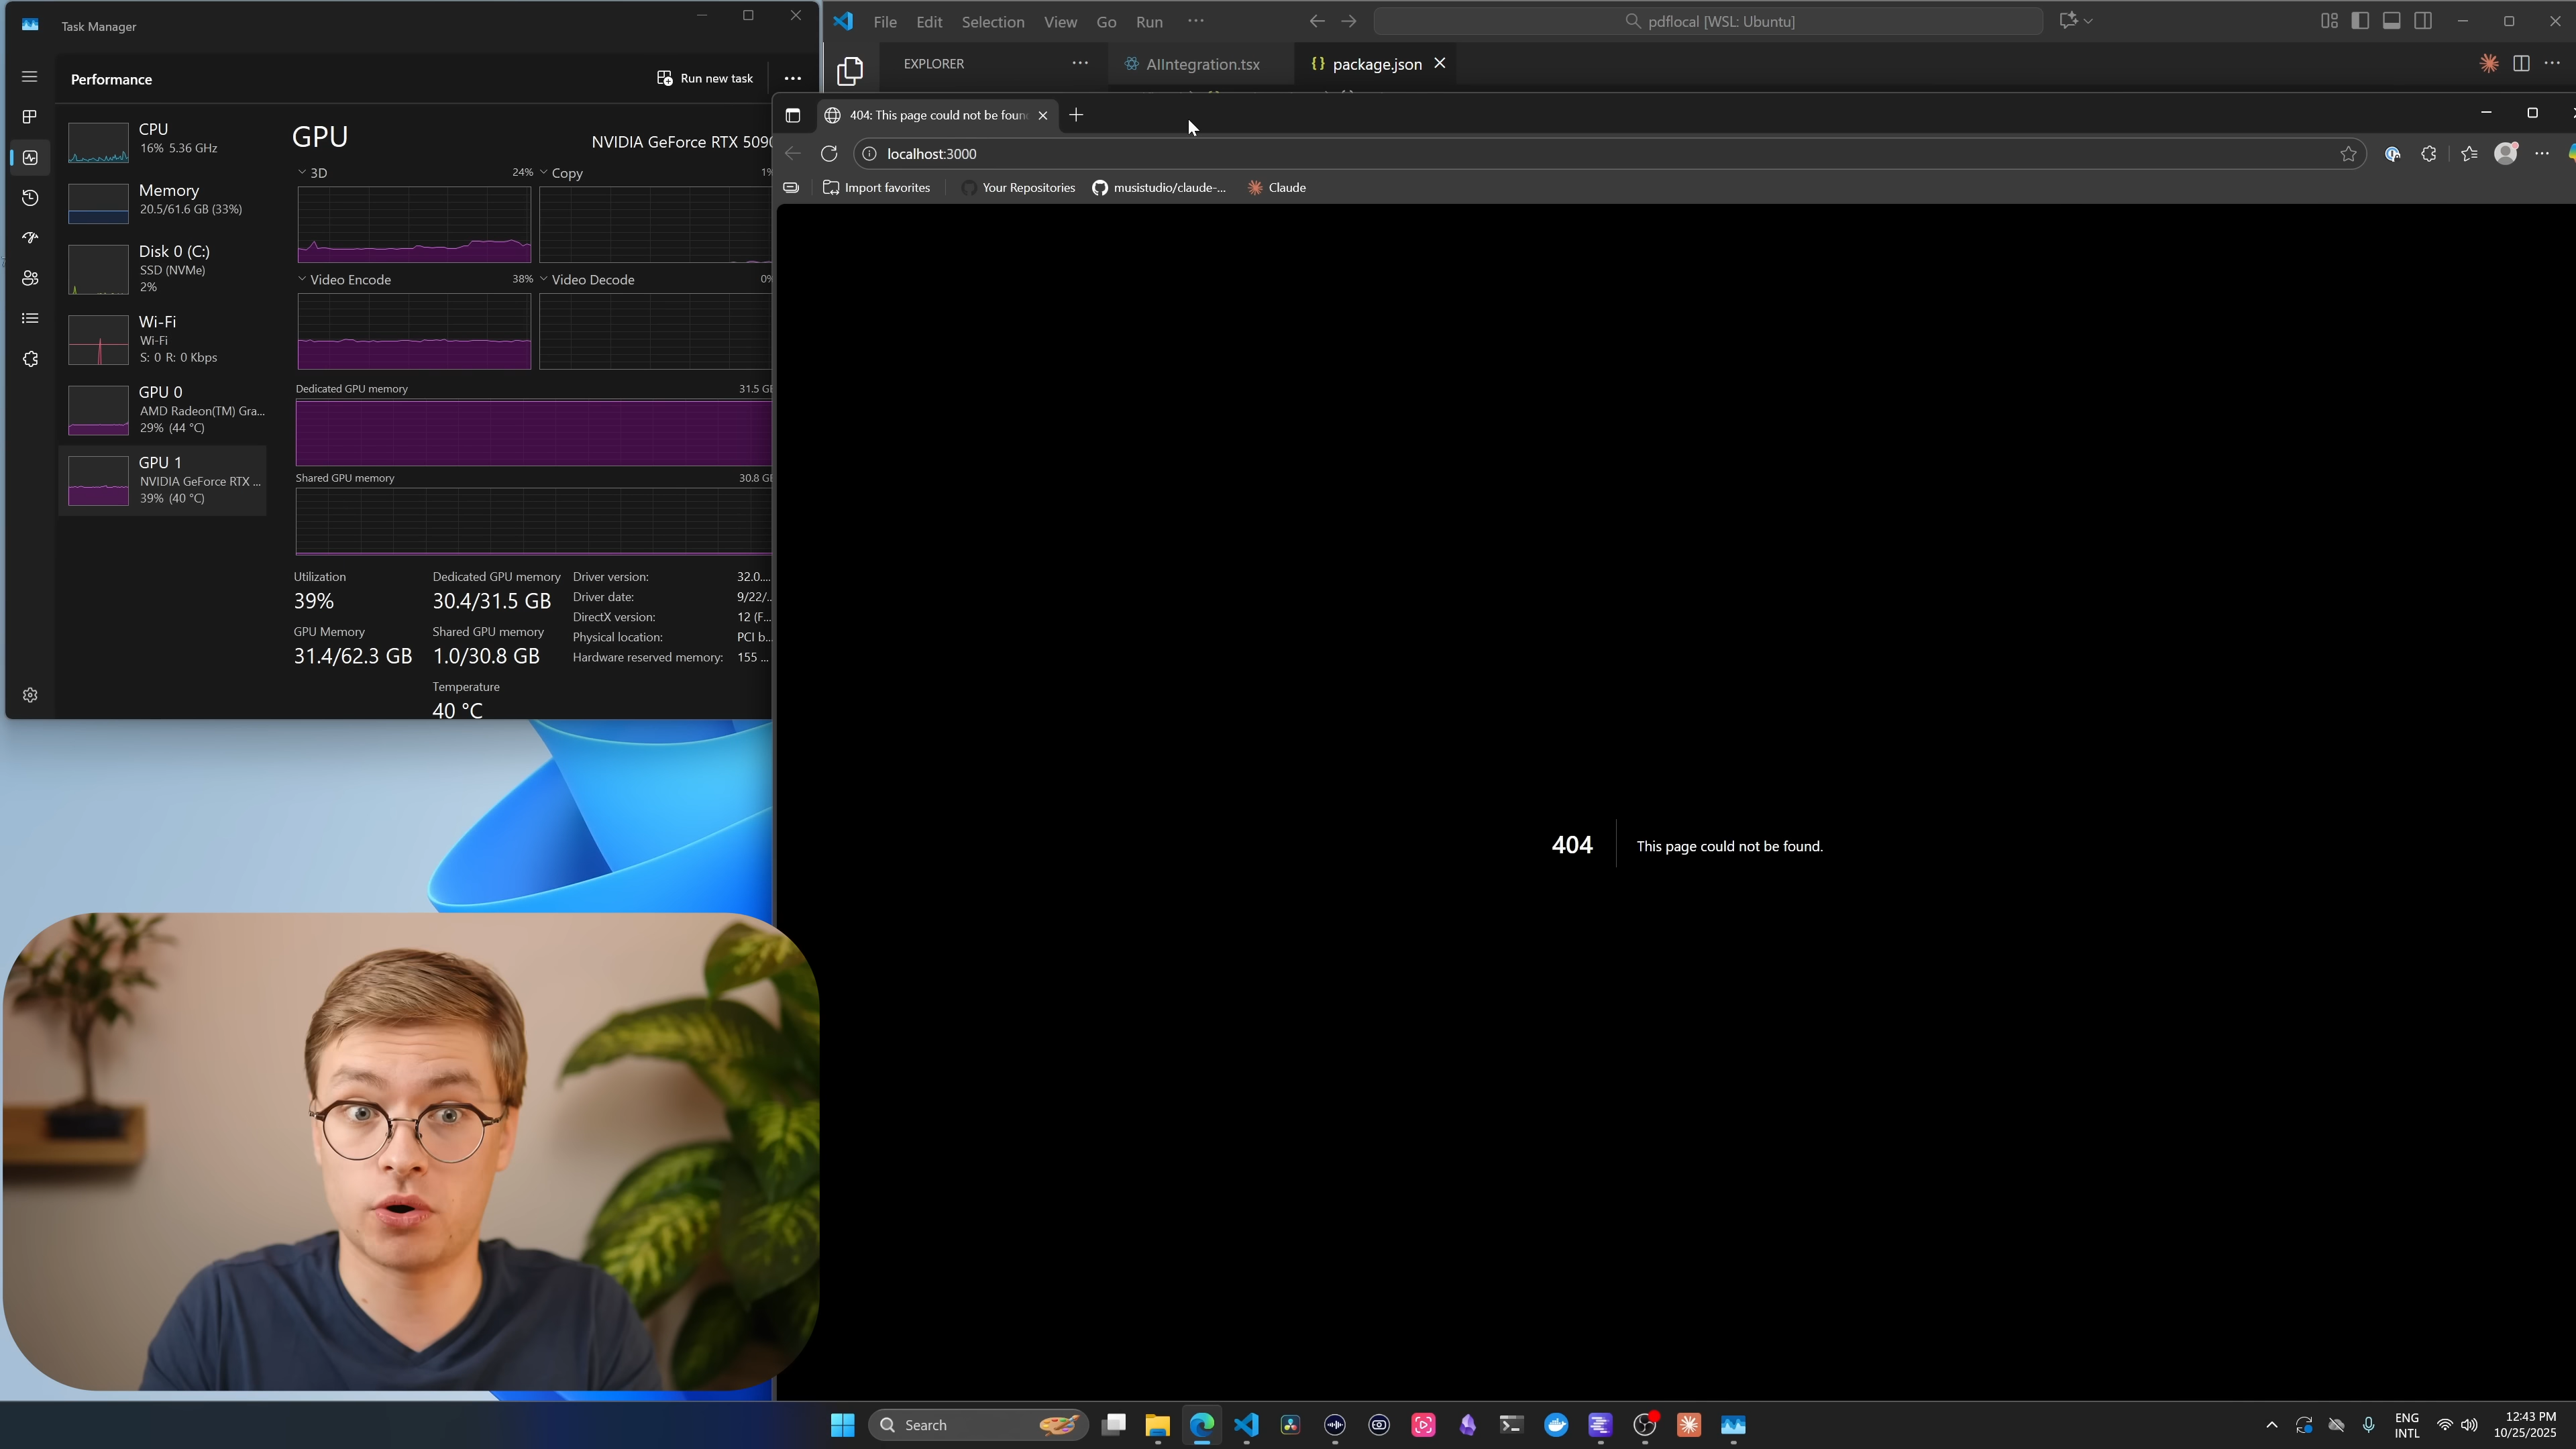 Task Manager
Performance
Run new task
CPU
16% 5.36 GHz
Memory
20.5/61.6 GB (33%)
Disk 0 (C:)
SSD (NVMe)
2%
Wi-Fi
Wi-Fi
S: 0 R: 0 Kbps
GPU 0
AMD Radeon(TM) Gra...
29% (44 °C)
GPU 1
NVIDIA GeForce RTX ...
39% (40 °C)
GPU
NVIDIA GeForce RTX 5090
3D
24%
Copy
1%
Video Encode
38%
Video Decode
0%
Dedicated GPU memory
31.5 GB
Shared GPU memory
30.8 GB
Utilization
39%
Dedicated GPU memory
30.4/31.5 GB
GPU Memory
31.4/62.3 GB
Shared GPU memory
1.0/30.8 GB
Temperature
40 °C
Driver version:
32.0....
Driver date:
9/22/...
DirectX version:
12 (F...
Physical location:
PCI b...
Hardware reserved memory:
155 ...
File Edit Selection View Go Run ...
pdflocal [WSL: Ubuntu]
EXPLORER
AIIntegration.tsx
{} package.json
404: This page could not be foun
localhost:3000
Import favorites
Your Repositories
musistudio/claude-...
Claude
404
This page could not be found.
Search
ENG
INTL
12:43 PM
10/25/2025